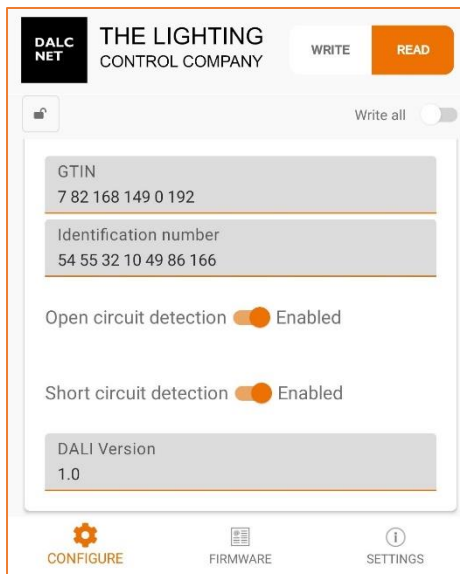 DALC
NET
THE LIGHTING
CONTROL COMPANY
WRITE
READ
Write all
GTIN
7 82 168 149 0 192
Identification number
54 55 32 10 49 86 166
Open circuit detection Enabled
Short circuit detection Enabled
DALI Version
1.0
CONFIGURE
FIRMWARE
SETTINGS